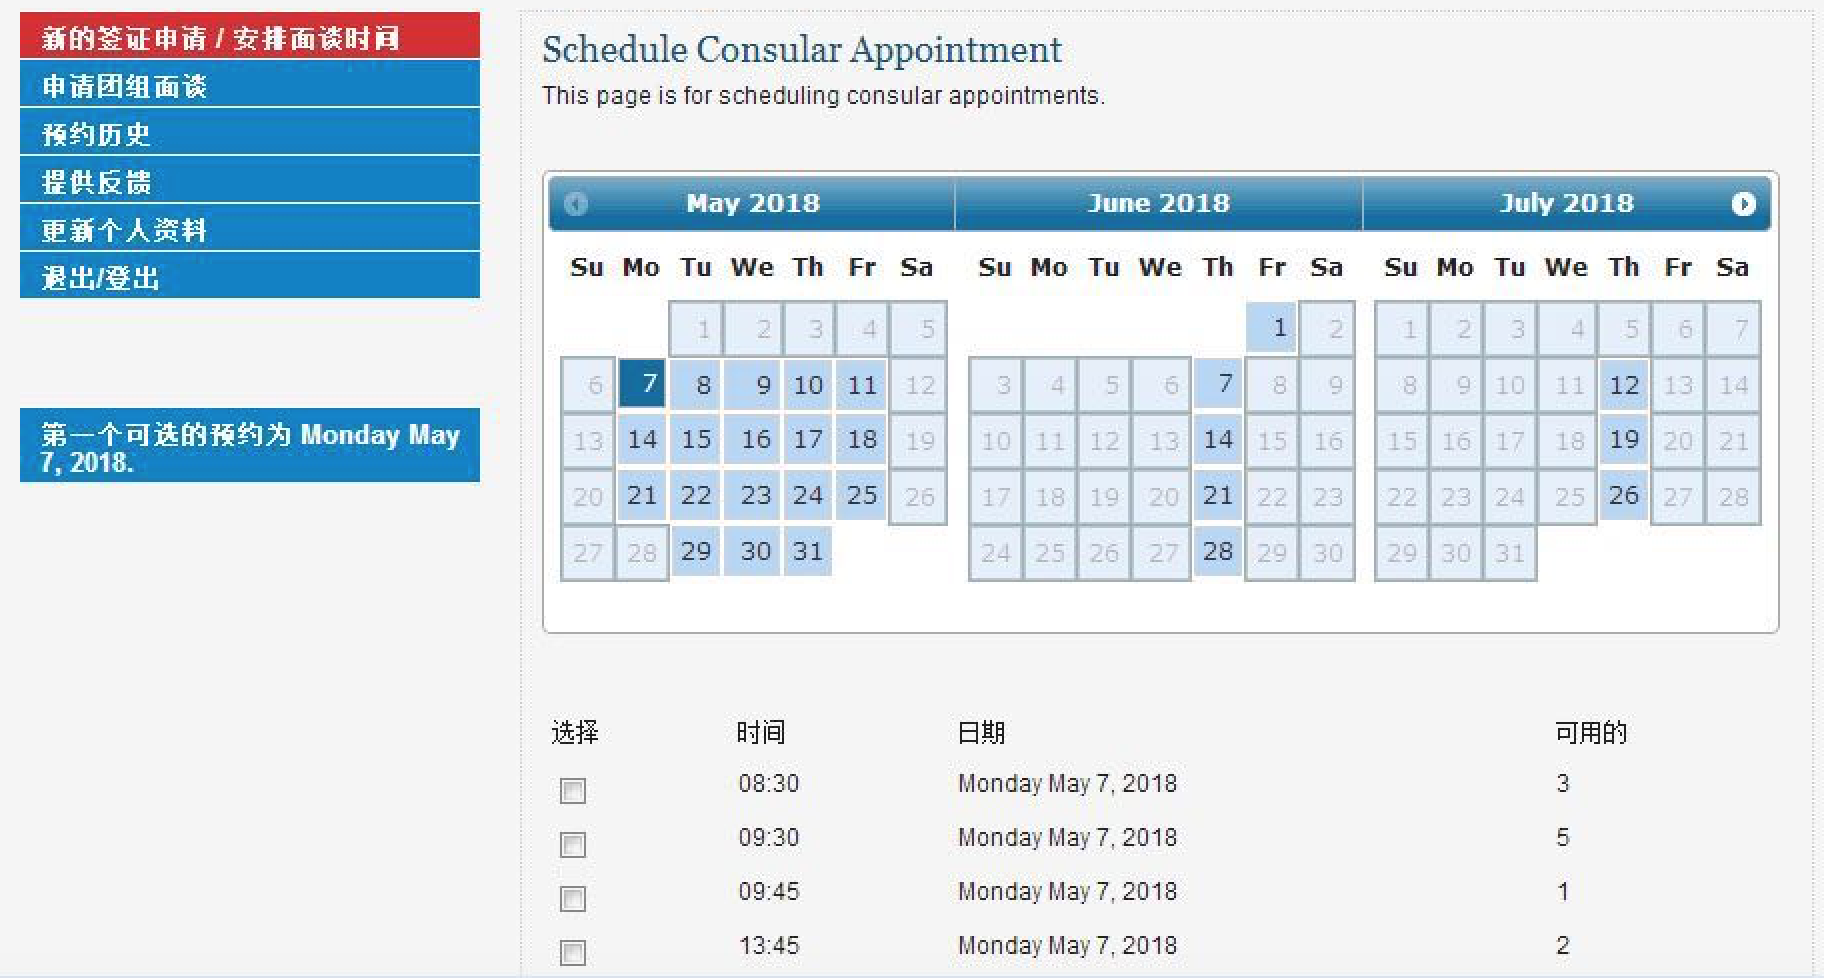 新的签证申请 / 安排面谈时间
申请团组面谈
预约历史
提供反馈
更新个人资料
退出/登出
第一个可选的预约为 Monday May
7, 2018.
Schedule Consular Appointment
This page is for scheduling consular appointments.
May 2018 June 2018 July 2018
Su Mo Tu We Th Fr Sa Su Mo Tu We Th Fr Sa Su Mo Tu We Th Fr Sa
1 2 3 4 5 1 2 1 2 3 4 5 6 7
6 7 8 9 10 11 12 3 4 5 6 7 8 9 8 9 10 11 12 13 14
13 14 15 16 17 18 19 10 11 12 13 14 15 16 15 16 17 18 19 20 21
20 21 22 23 24 25 26 17 18 19 20 21 22 23 22 23 24 25 26 27 28
27 28 29 30 31 24 25 26 27 28 29 30 29 30 31
选择 时间 日期 可用的
08:30 Monday May 7, 2018 3
09:30 Monday May 7, 2018 5
09:45 Monday May 7, 2018 1
13:45 Monday May 7, 2018 2